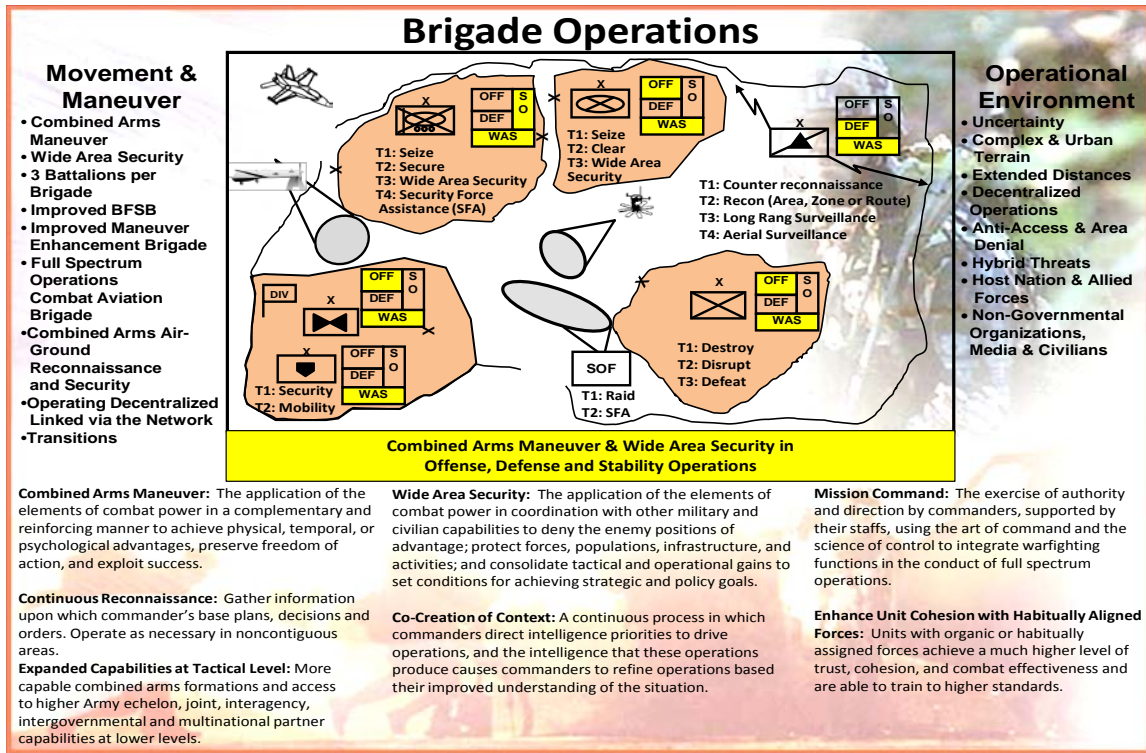 Brigade Operations
Movement &
Maneuver
• Combined Arms
Maneuver
• Wide Area Security
• 3 Battalions per
Brigade
• Improved BFSB
• Improved Maneuver
Enhancement Brigade
• Full Spectrum
Operations
Combat Aviation
Brigade
•Combined Arms Air-
Ground
Reconnaissance
and Security
•Operating Decentralized
Linked via the Network
•Transitions
X
OFF
DEF
S
O
WAS
X
T1: Seize
T2: Secure
T3: Wide Area Security
T4: Security Force
Assistance (SFA)
X
X
X
OFF
DEF
S
O
WAS
X
T1: Seize
T2: Clear
T3: Wide Area
Security
X
OFF
DEF
S
O
WAS
T1: Counter reconnaissance
T2: Recon (Area, Zone or Route)
T3: Long Rang Surveillance
T4: Aerial Surveillance
DIV
X
OFF
DEF
S
O
WAS
X
X
OFF
DEF
S
O
WAS
T1: Security
T2: Mobility
SOF
T1: Raid
T2: SFA
X
X
OFF
DEF
S
O
WAS
T1: Destroy
T2: Disrupt
T3: Defeat
Combined Arms Maneuver & Wide Area Security in
Offense, Defense and Stability Operations
Operational
Environment
• Uncertainty
• Complex & Urban
Terrain
• Extended Distances
• Decentralized
Operations
• Anti-Access & Area
Denial
• Hybrid Threats
• Host Nation & Allied
Forces
• Non-Governmental
Organizations,
Media & Civilians
Combined Arms Maneuver: The application of the
elements of combat power in a complementary and
reinforcing manner to achieve physical, temporal, or
psychological advantages, preserve freedom of
action, and exploit success.
Continuous Reconnaissance: Gather information
upon which commander's base plans, decisions and
orders. Operate as necessary in noncontiguous
areas.
Expanded Capabilities at Tactical Level: More
capable combined arms formations and access
to higher Army echelon, joint, interagency,
intergovernmental and multinational partner
capabilities at lower levels.
Wide Area Security: The application of the elements of
combat power in coordination with other military and
civilian capabilities to deny the enemy positions of
advantage; protect forces, populations, infrastructure, and
activities; and consolidate tactical and operational gains to
set conditions for achieving strategic and policy goals.
Co-Creation of Context: A continuous process in which
commanders direct intelligence priorities to drive
operations, and the intelligence that these operations
produce causes commanders to refine operations based
their improved understanding of the situation.
Mission Command: The exercise of authority
and direction by commanders, supported by
their staffs, using the art of command and the
science of control to integrate warfighting
functions in the conduct of full spectrum
operations.
Enhance Unit Cohesion with Habitually Aligned
Forces: Units with organic or habitually
assigned forces achieve a much higher level of
trust, cohesion, and combat effectiveness and
are able to train to higher standards.